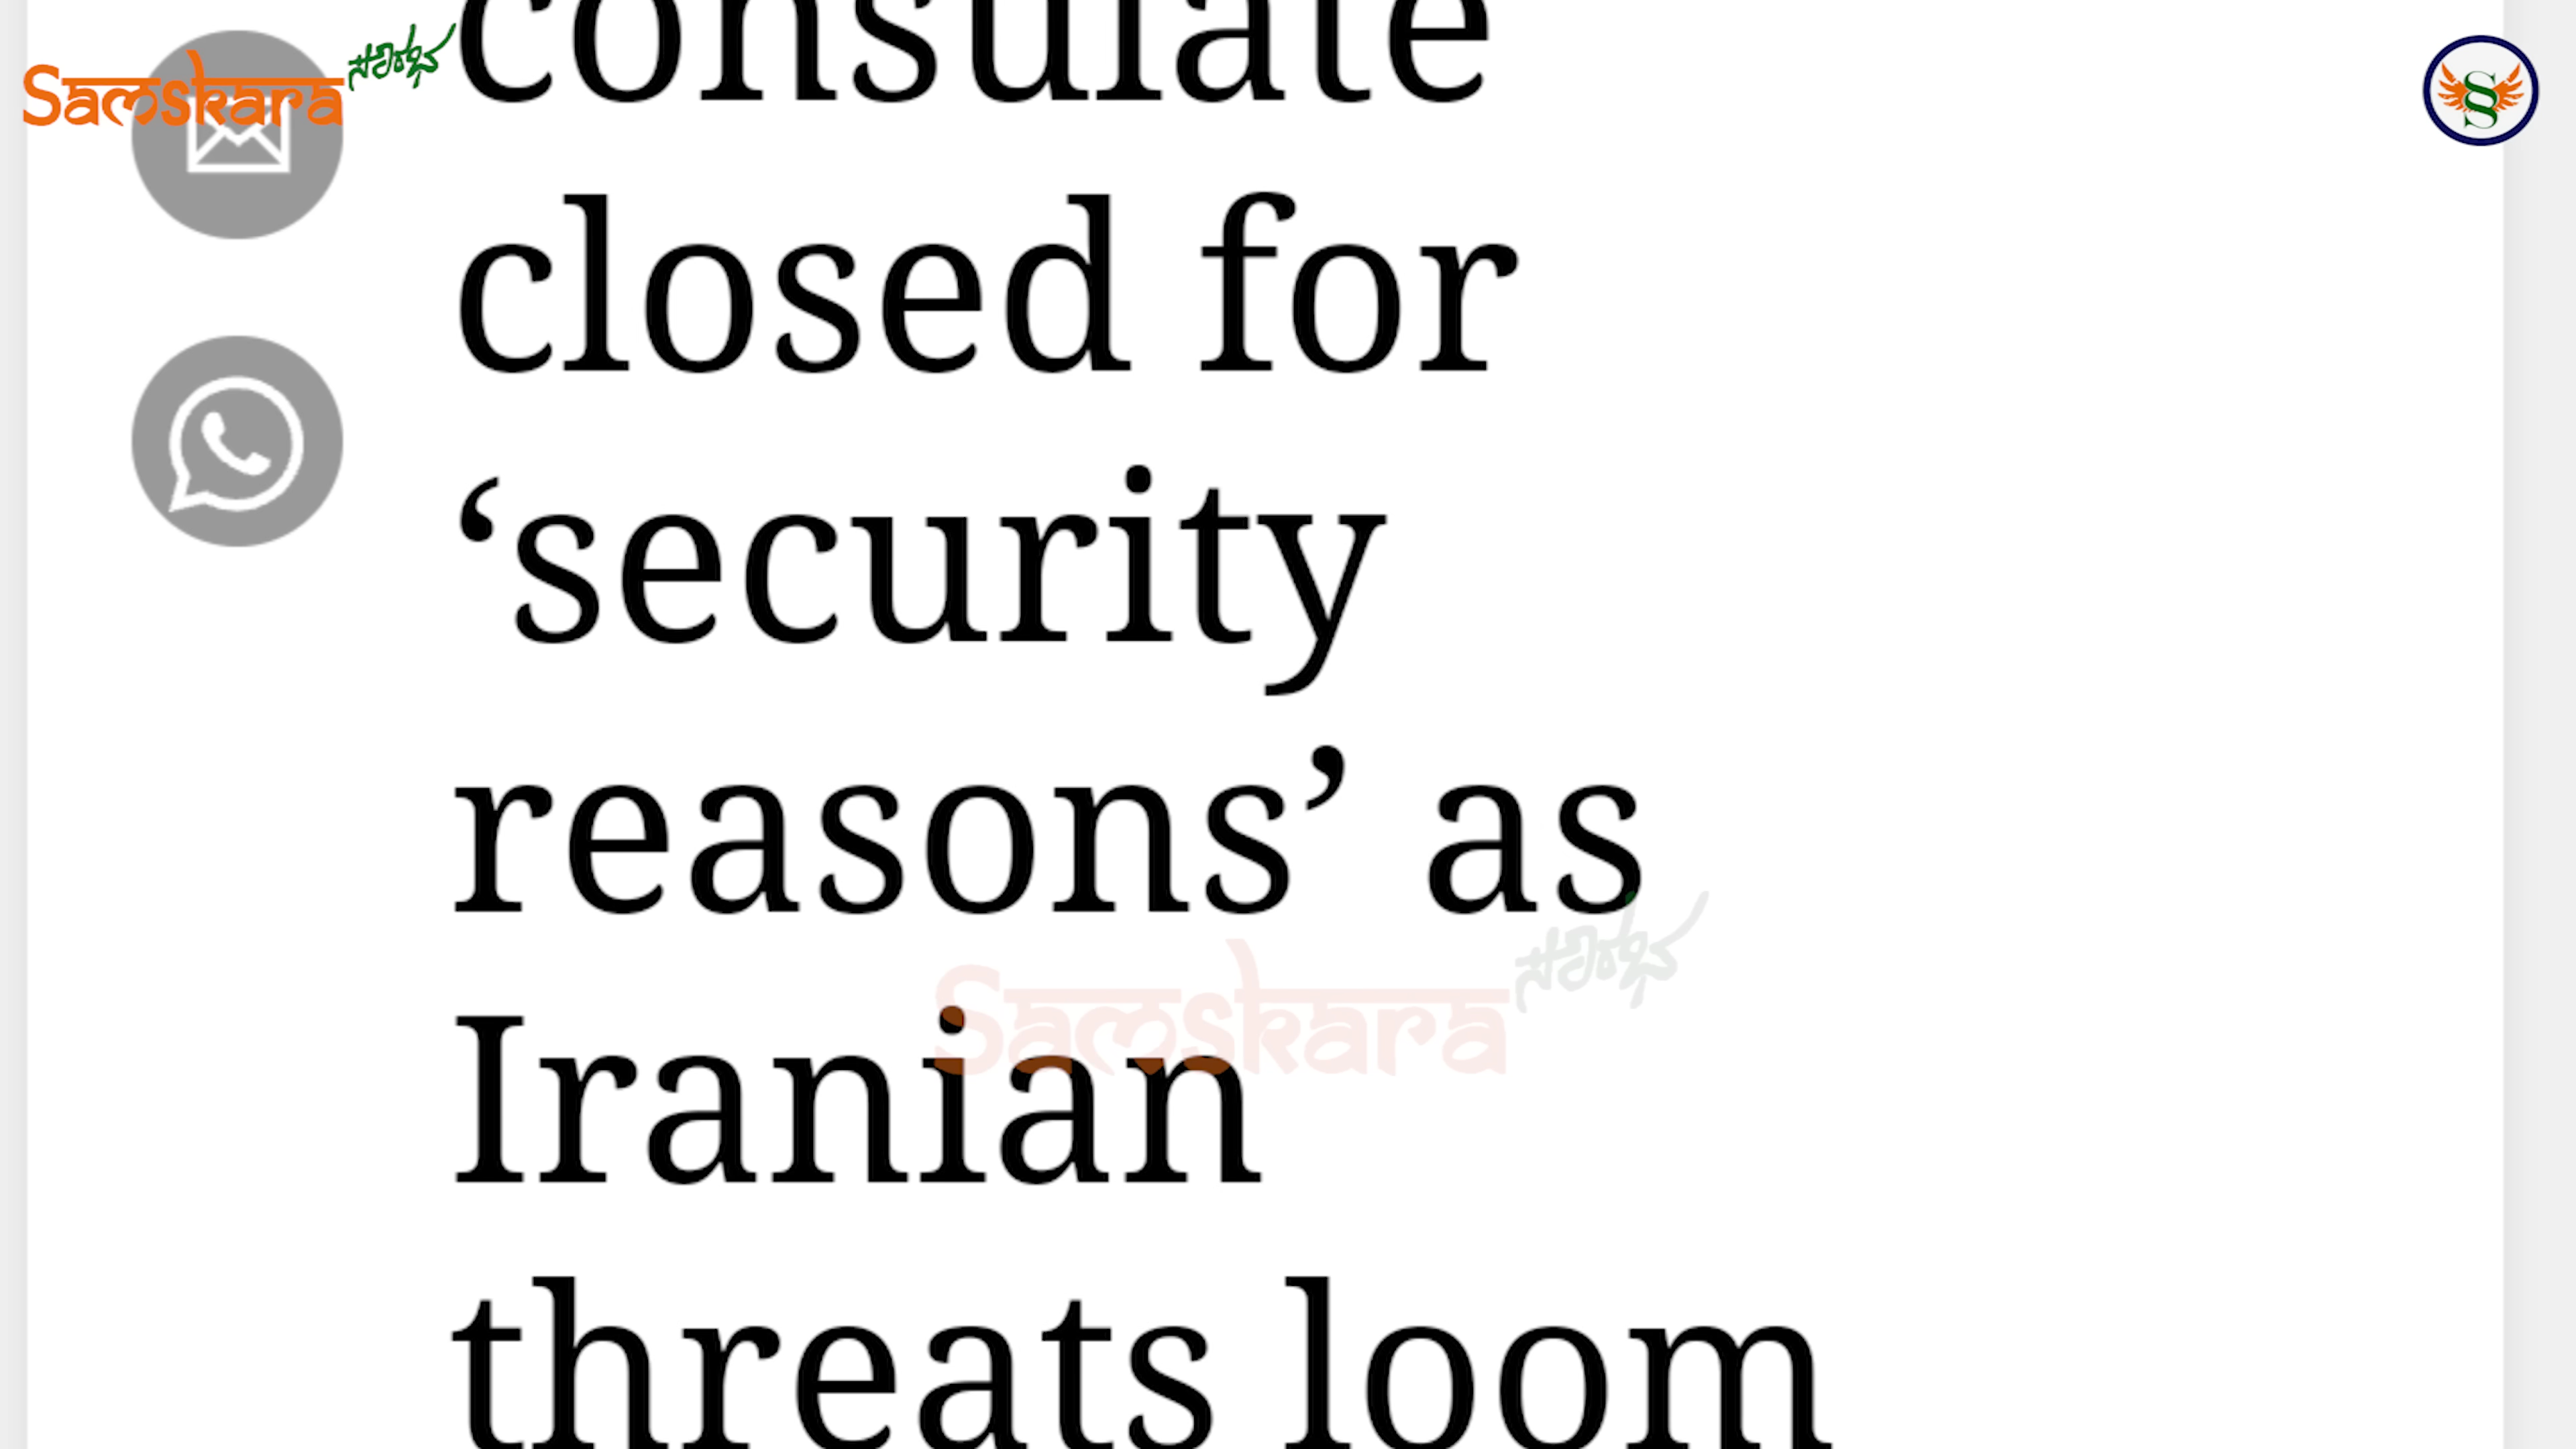 consulate
Samskara
closed for
‘security
reasons’ as
Samskara
Iranian
threats loom